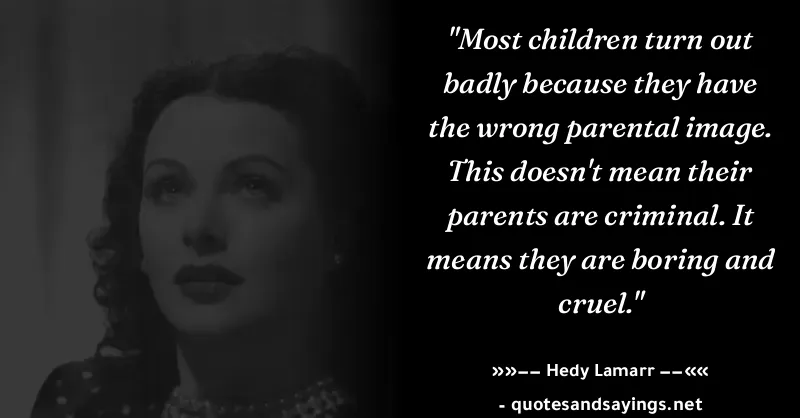 "Most children turn out
badly because they have
the wrong parental image.
This doesn't mean their
parents are criminal. It
means they are boring and
cruel."
»»–– Hedy Lamarr ––««
- quotesandsayings.net